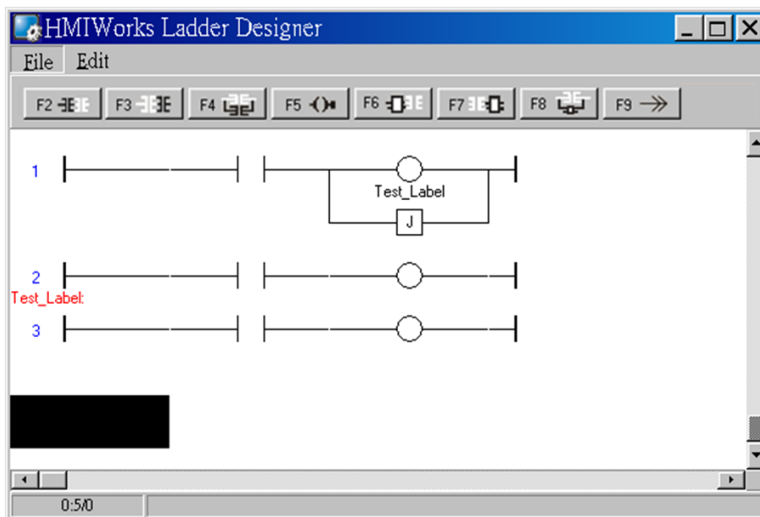 HMIWorks Ladder Designer
File Edit
F2 F3 F4 F5 F6 F7 F8 F9
1
Test_Label
J
2
Test_Label:
3
0:5/0